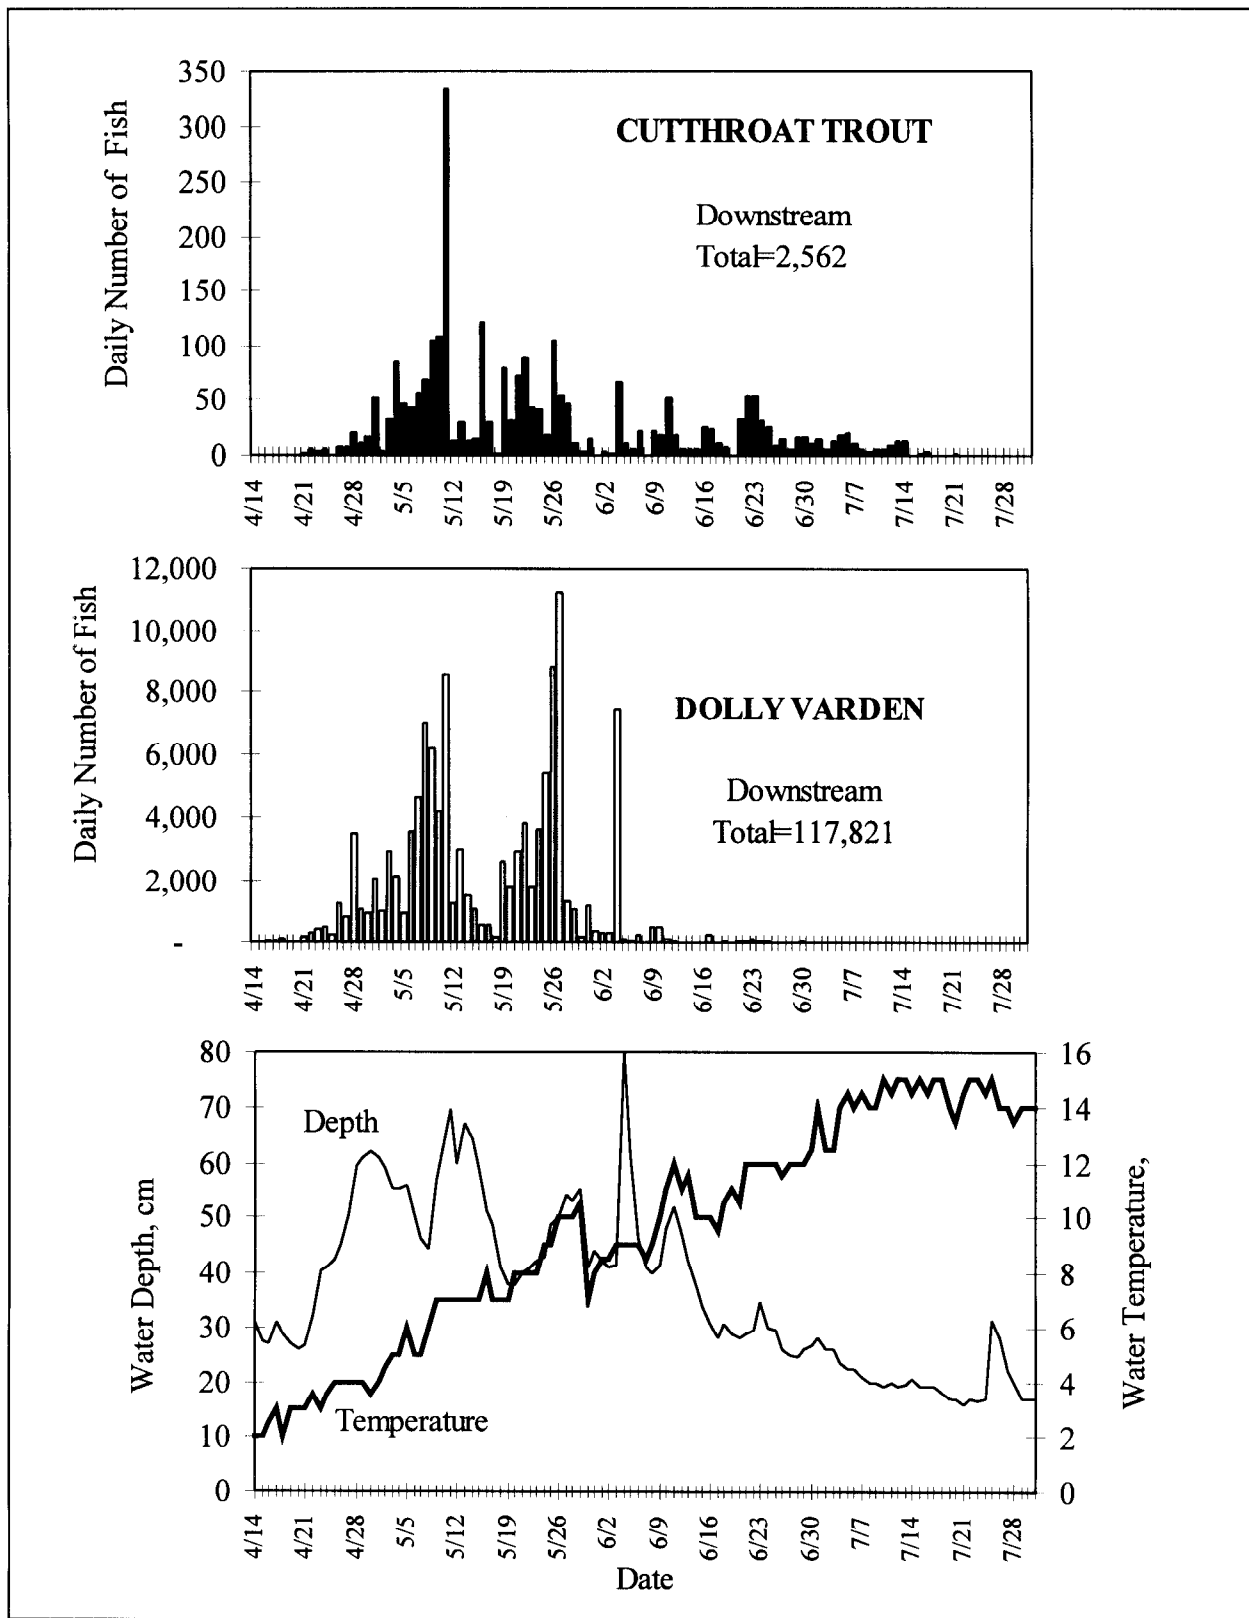 350
300
250
200
150
100
50
0
Daily Number of Fish
CUTTHROAT TROUT
Downstream
Total=2,562
4/14 4/21 4/28 5/5 5/12 5/19 5/26 6/2 6/9 6/16 6/23 6/30 7/7 7/14 7/21 7/28
12,000
10,000
8,000
6,000
4,000
2,000
-
Daily Number of Fish
DOLLY VARDEN
Downstream
Total=117,821
4/14 4/21 4/28 5/5 5/12 5/19 5/26 6/2 6/9 6/16 6/23 6/30 7/7 7/14 7/21 7/28
80
70
60
50
40
30
20
10
0
Water Depth, cm
Depth
Temperature
16
14
12
10
8
6
4
2
0
Water Temperature,
4/14 4/21 4/28 5/5 5/12 5/19 5/26 6/2 6/9 6/16 6/23 6/30 7/7 7/14 7/21 7/28
Date